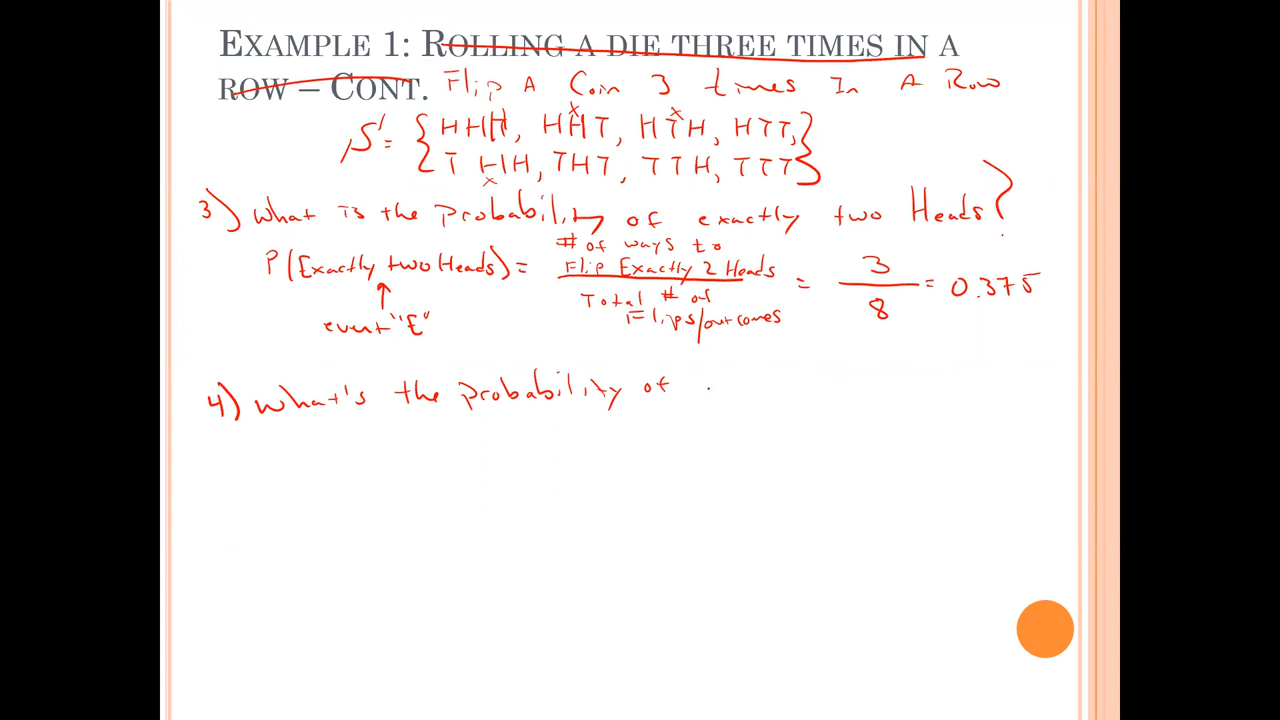 EXAMPLE 1: ROLLING A DIE THREE TIMES IN A
ROW – CONT. Flip A Coin 3 times In A Row
S = { HHH, HHT, HTH, HTT,
THH, THT, TTH, TTT }
3) What is the probability of exactly two Heads?
# of ways to
P(Exactly two Heads) = Flip Exactly 2 Heads = 3/8 = 0.375
Total # of
Flips/outcomes
event "E"
4) What's the probability of